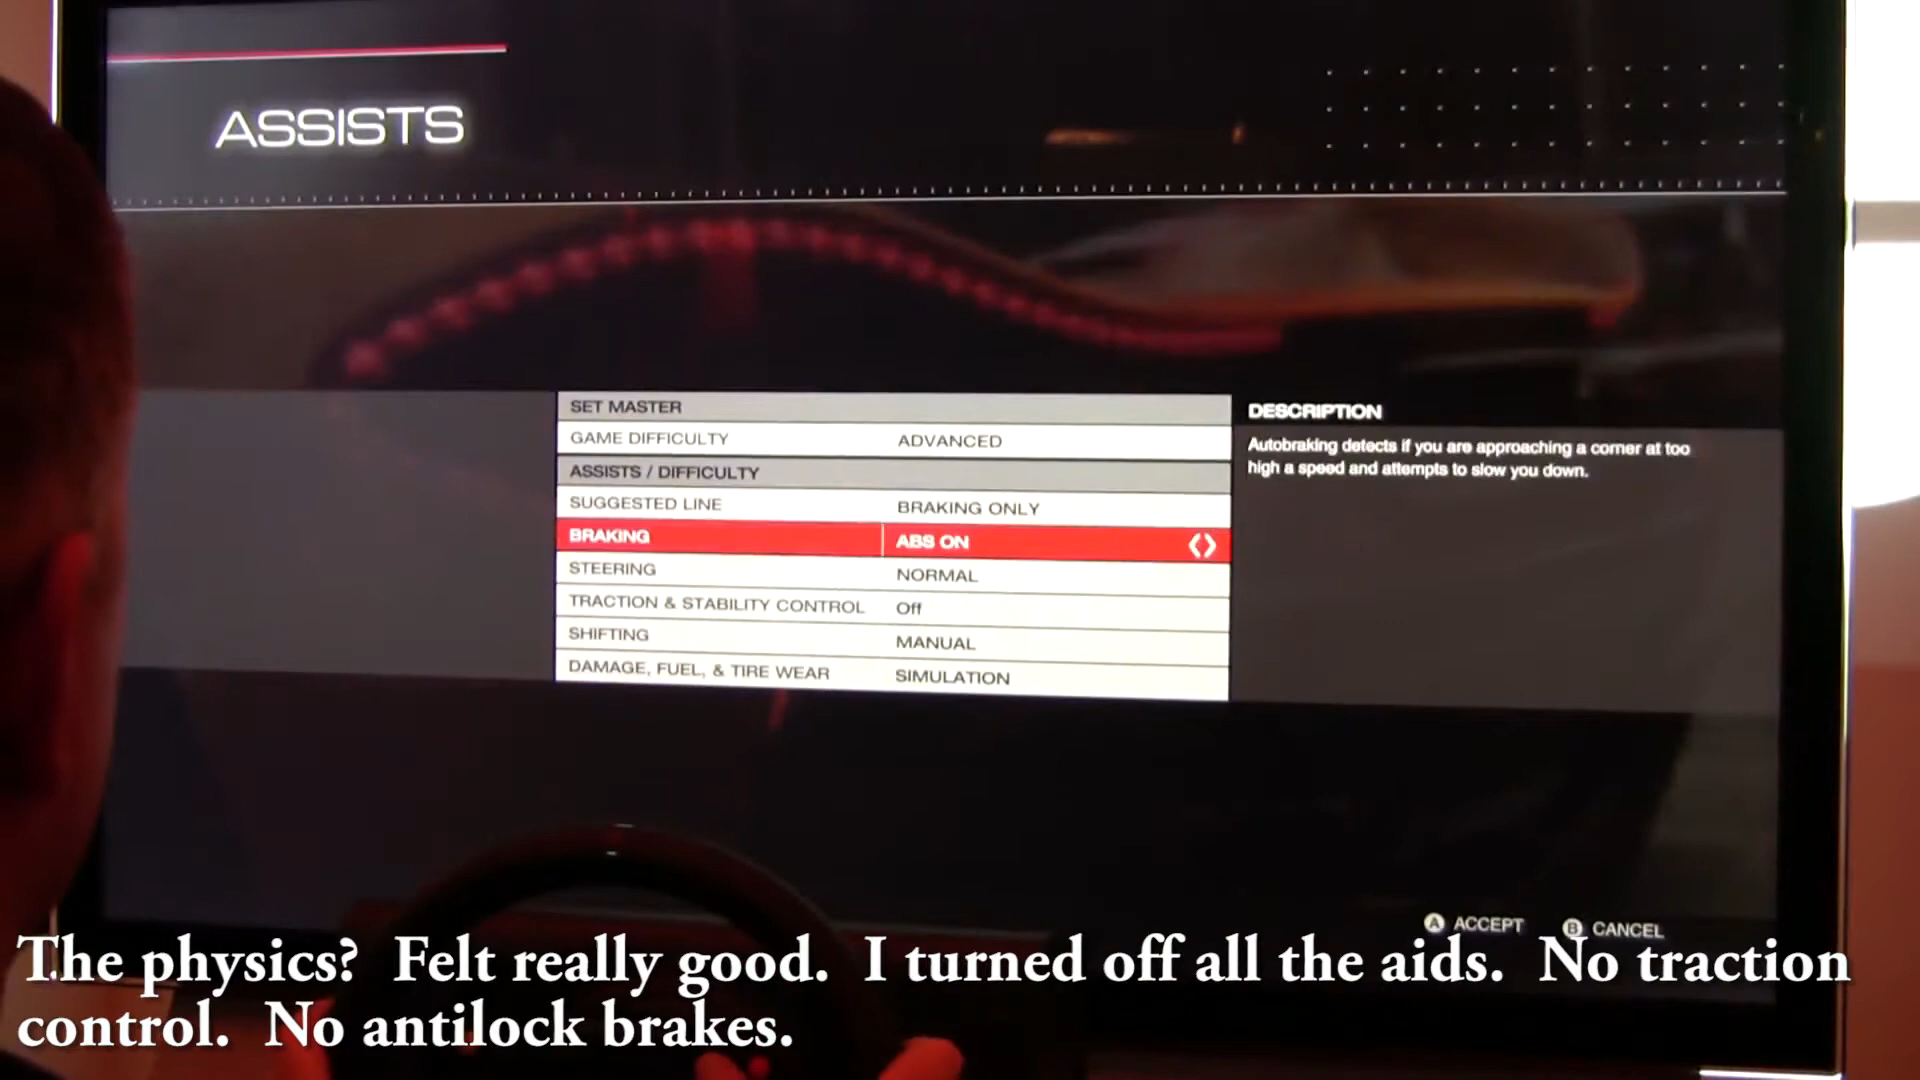 ASSISTS
SET MASTER
GAME DIFFICULTY ADVANCED
ASSISTS / DIFFICULTY
SUGGESTED LINE BRAKING ONLY
BRAKING ABS ON
STEERING NORMAL
TRACTION & STABILITY CONTROL Off
SHIFTING MANUAL
DAMAGE, FUEL, & TIRE WEAR SIMULATION
DESCRIPTION
Autobraking detects if you are approaching a corner at too
high a speed and attempts to slow you down.
A ACCEPT B CANCEL
The physics? Felt really good. I turned off all the aids. No traction
control. No antilock brakes.